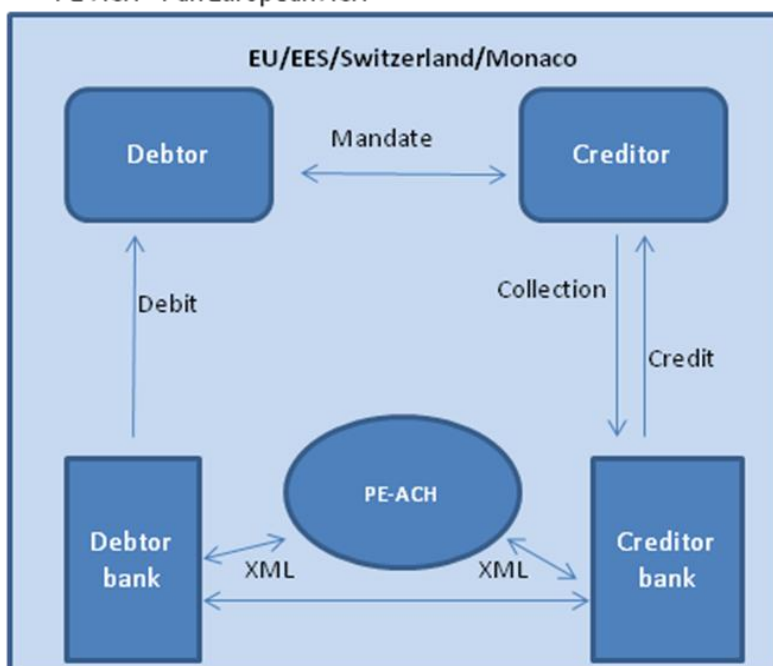 EU/EES/Switzerland/Monaco
Debtor
Mandate
Creditor
Debit
Collection
Credit
PE-ACH
Debtor
bank
XML
XML
Creditor
bank